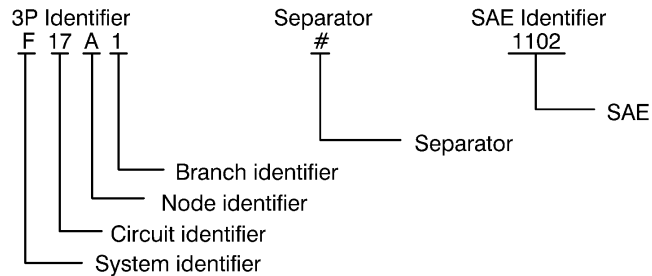 3P Identifier Separator SAE Identifier
F 17 A 1 # 1102
SAE
Separator
Branch identifier
Node identifier
Circuit identifier
System identifier